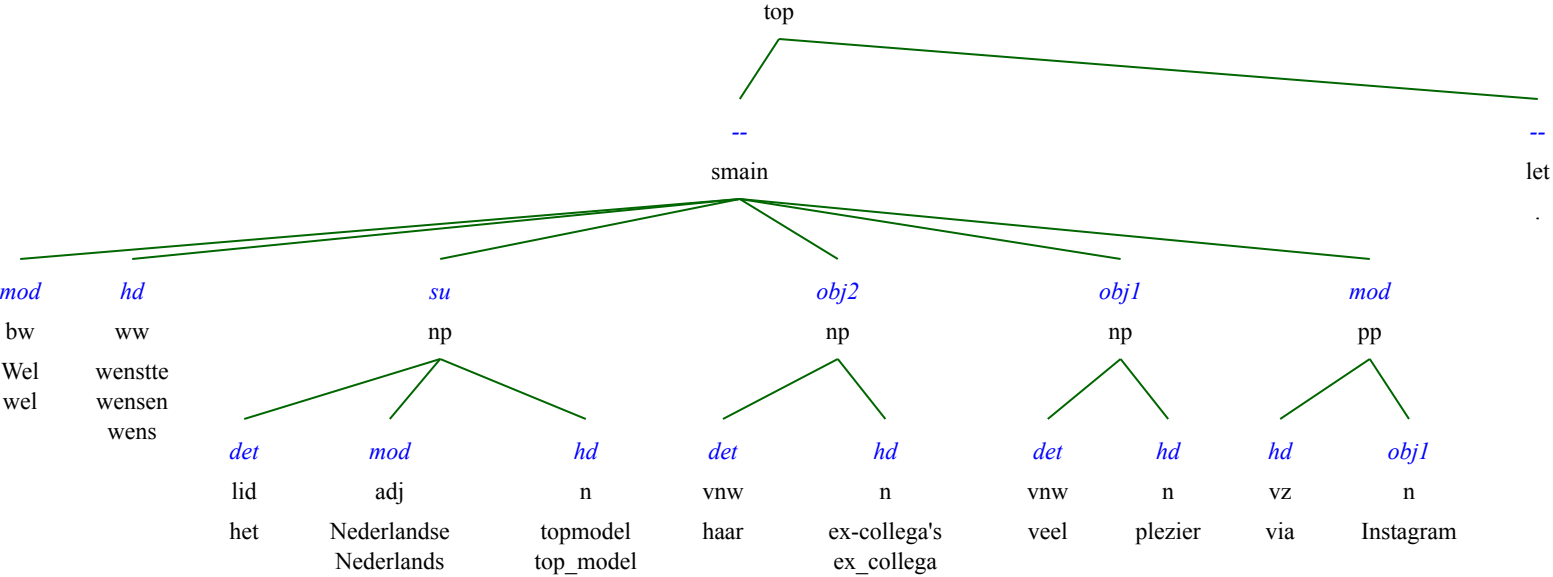 top
-- --
smain let
.
mod hd su obj2 obj1 mod
bw ww np np np pp
Wel wenstte
wel wensen
wens
det mod hd det hd det hd hd obj1
lid adj n vnw n vnw n vz n
het Nederlandse topmodel haar ex-collega's veel plezier via Instagram
Nederlands top_model ex_collega